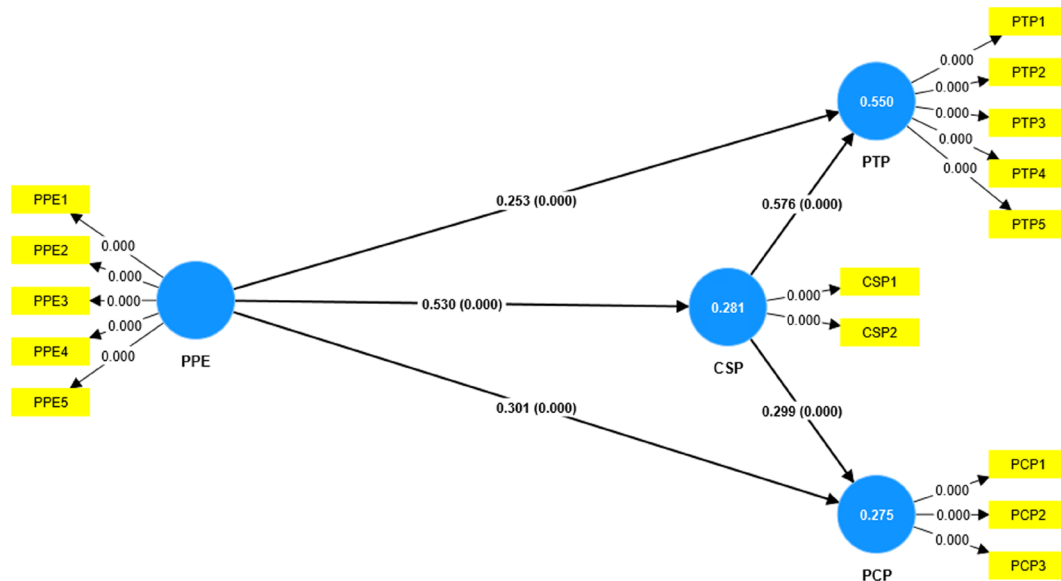 PPE1
PPE2
PPE3
PPE4
PPE5
0.000
0.000
0.000
0.000
0.000
PPE
0.253 (0.000)
0.530 (0.000)
0.301 (0.000)
0.550
PTP
0.576 (0.000)
0.281
CSP
0.299 (0.000)
0.275
PCP
0.000
0.000
0.000
0.000
0.000
PTP1
PTP2
PTP3
PTP4
PTP5
0.000
0.000
CSP1
CSP2
0.000
0.000
0.000
PCP1
PCP2
PCP3